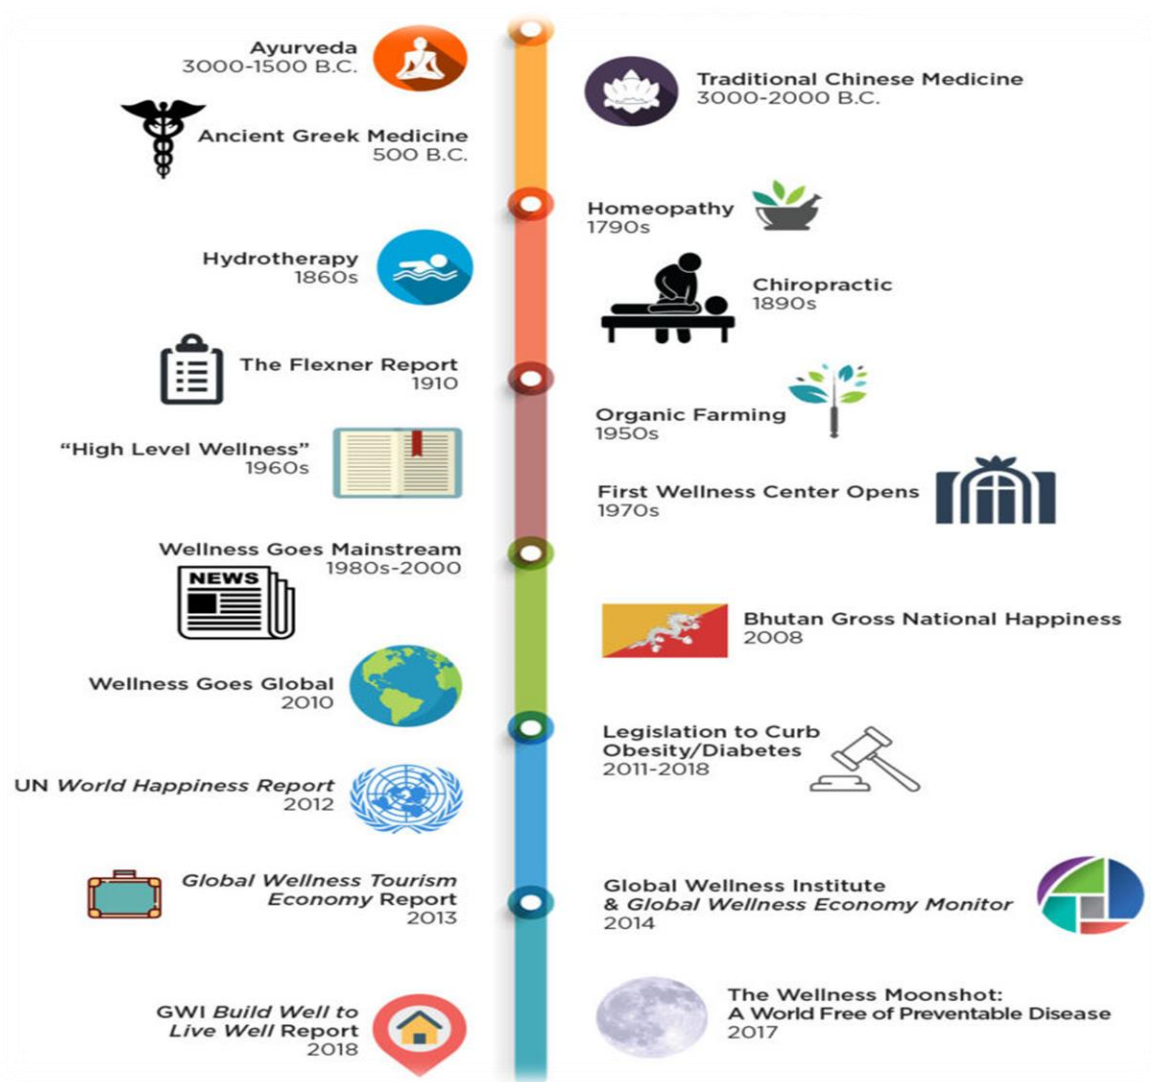 Ayurveda
3000-1500 B.C.
Traditional Chinese Medicine
3000-2000 B.C.
Ancient Greek Medicine
500 B.C.
Homeopathy
1790s
Hydrotherapy
1860s
Chiropractic
1890s
The Flexner Report
1910
Organic Farming
1950s
“High Level Wellness”
1960s
First Wellness Center Opens
1970s
Wellness Goes Mainstream
1980s-2000
NEWS
Bhutan Gross National Happiness
2008
Wellness Goes Global
2010
Legislation to Curb
Obesity/Diabetes
2011-2018
UN World Happiness Report
2012
Global Wellness Tourism
Economy Report
2013
Global Wellness Institute
& Global Wellness Economy Monitor
2014
The Wellness Moonshot:
A World Free of Preventable Disease
2017
GWI Build Well to
Live Well Report
2018